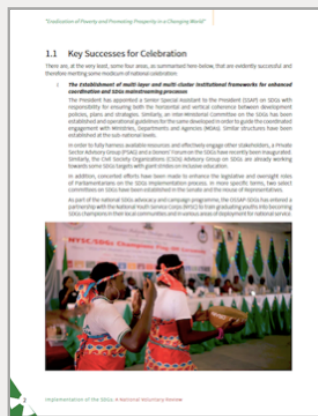 "Eradication of Poverty and Promoting Prosperity in a Changing World"
1.1 Key Successes for Celebration
There are, at the very least, some four areas, as summarised here below, that are evidently successful and
therefore meriting some modicum of national celebration:
i The Establishment of multi-layer and multi-cluster institutional frameworks for enhanced
coordination and SDGs mainstreaming processes
The President has appointed a Senior Special Assistant to the President (SSAP) on SDGs with
responsibility for ensuring both the horizontal and vertical coherence between development
policies, plans and strategies. Similarly, an Inter-Ministerial Committee on the SDGs has been
established and operational guidelines for the same developed in order to guide the coordinated
engagement with Ministries, Departments and Agencies (MDAs). Similar structures have been
established at the sub-national levels.
In order to fully harness available resources and effectively engage other stakeholders, a Private
Sector Advisory Group (PSAG) and a Donors' Forum on the SDGs have recently been inaugurated.
Similarly, the Civil Society Organizations (CSOs) Advisory Group on SDGs are already working
towards some SDGs targets with giant strides on inclusive education.
In addition, concerted efforts have been made to enhance the legislative and oversight roles
of Parliamentarians on the SDGs implementation process. In more specific terms, two select
committees on SDGs have been established in the Senate and the House of Representatives.
As part of the national SDGs advocacy and campaign programme, the OSSAP-SDGs has entered a
partnership with the National Youth Service Corps (NYSC) to train graduating youths into becoming
SDGs champions in their local communities and in various areas of deployment for national service.
NYSC/SDGs Champions
2
Implementation of the SDGs: A National Voluntary Review